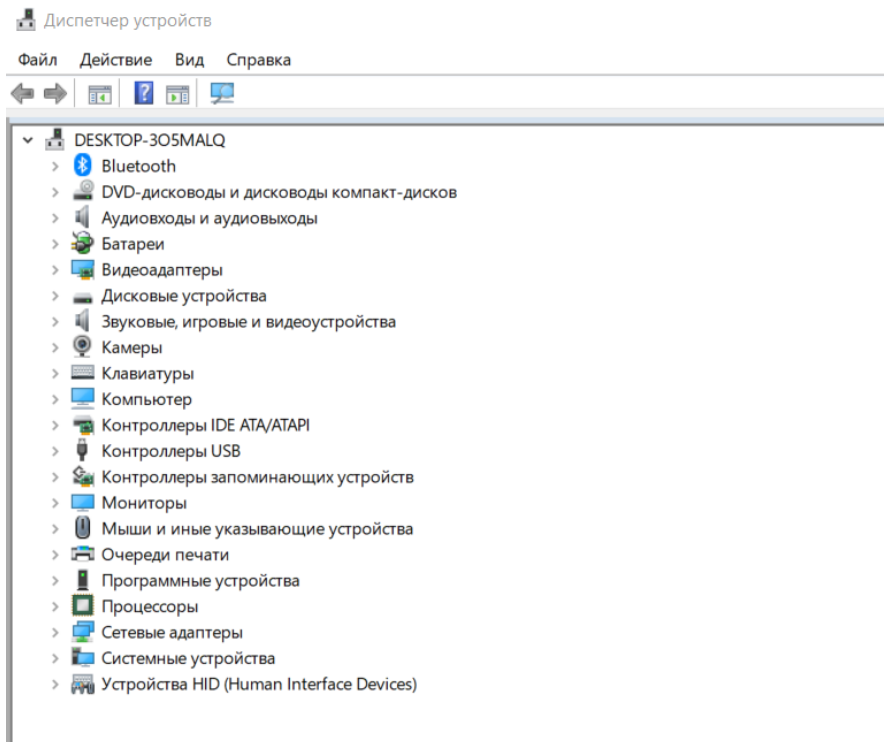 Диспетчер устройств
Файл Действие Вид Справка
DESKTOP-3O5MALQ
Bluetooth
DVD-дисководы и дисководы компакт-дисков
Аудиовходы и аудиовыходы
Батареи
Видеоадаптеры
Дисковые устройства
Звуковые, игровые и видеоустройства
Камеры
Клавиатуры
Компьютер
Контроллеры IDE ATA/ATAPI
Контроллеры USB
Контроллеры запоминающих устройств
Мониторы
Мыши и иные указывающие устройства
Очереди печати
Программные устройства
Процессоры
Сетевые адаптеры
Системные устройства
Устройства HID (Human Interface Devices)